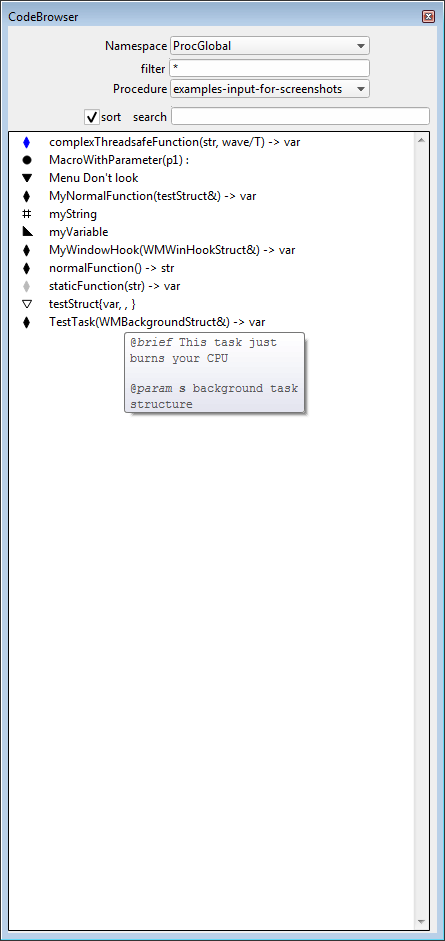 CodeBrowser
Namespace ProcGlobal
filter *
Procedure examples-input-for-screenshots
sort search
complexThreadsafeFunction(str, wave/T) -> var
MacroWithParameter(p1) :
Menu Don't look
MyNormalFunction(testStruct&) -> var
myString
myVariable
MyWindowHook(WMWinHookStruct&) -> var
normalFunction() -> str
staticFunction(str) -> var
testStruct{var, , }
TestTask(WMBackgroundStruct&) -> var
@brief This task just
burns your CPU
@param s background task
structure